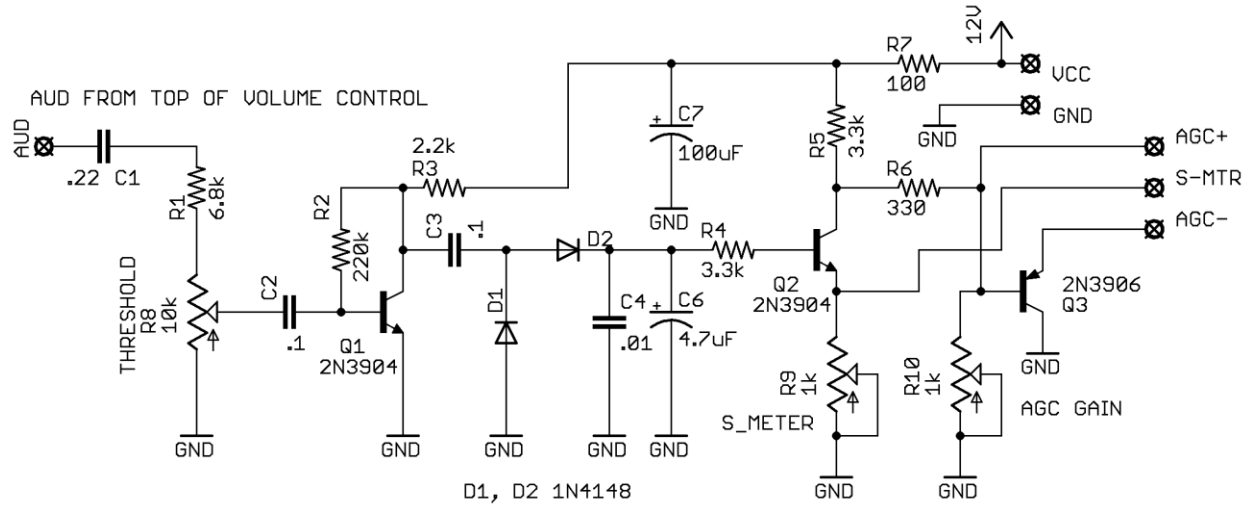 AUD FROM TOP OF VOLUME CONTROL
AUD
.22 C1
R1
6.8k
THRESHOLD
R8
10k
GND
C2
.1
2.2k
R3
R2
220k
Q1
2N3904
GND
C3
.1
D1
GND
D2
C4
.01
GND
C6
4.7uF
GND
D1, D2 1N4148
C7
100uF
GND
R4
3.3k
R5
3.3k
R7
100
12V
VCC
GND
GND
R6
330
AGC+
S-MTR
AGC-
Q2
2N3904
R9
1k
S_METER
GND
R10
1k
AGC GAIN
GND
2N3906
Q3
GND